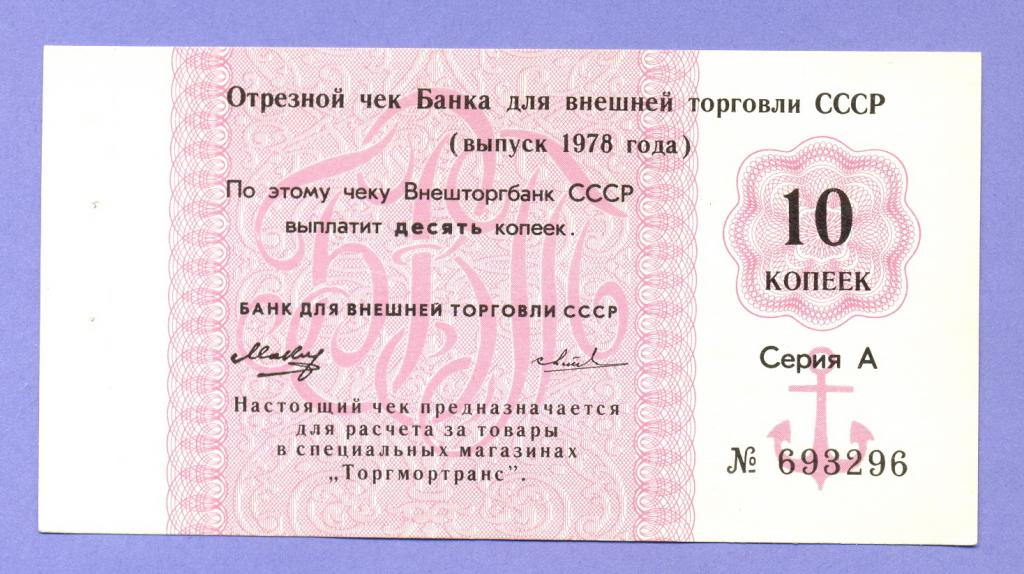 Отрезной чек Банка для внешней торговли СССР
(выпуск 1978 года)
По этому чеку Внешторгбанк СССР
выплатит десять копеек.
10
КОПЕЕК
БАНК ДЛЯ ВНЕШНЕЙ ТОРГОВЛИ СССР
Серия А
Настоящий чек предназначается
для расчета за товары
в специальных магазинах
„Торгмортранс".
№ 693296